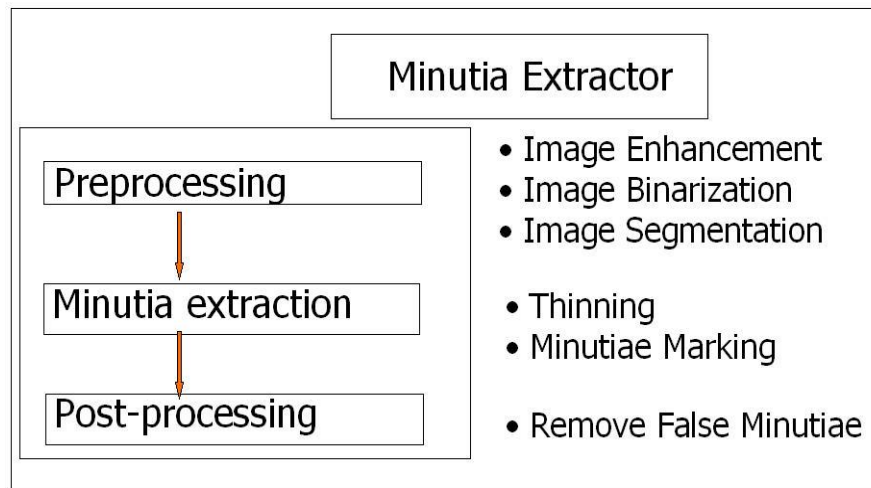 Minutia Extractor
Preprocessing
• Image Enhancement
• Image Binarization
• Image Segmentation
Minutia extraction
• Thinning
• Minutiae Marking
Post-processing
• Remove False Minutiae